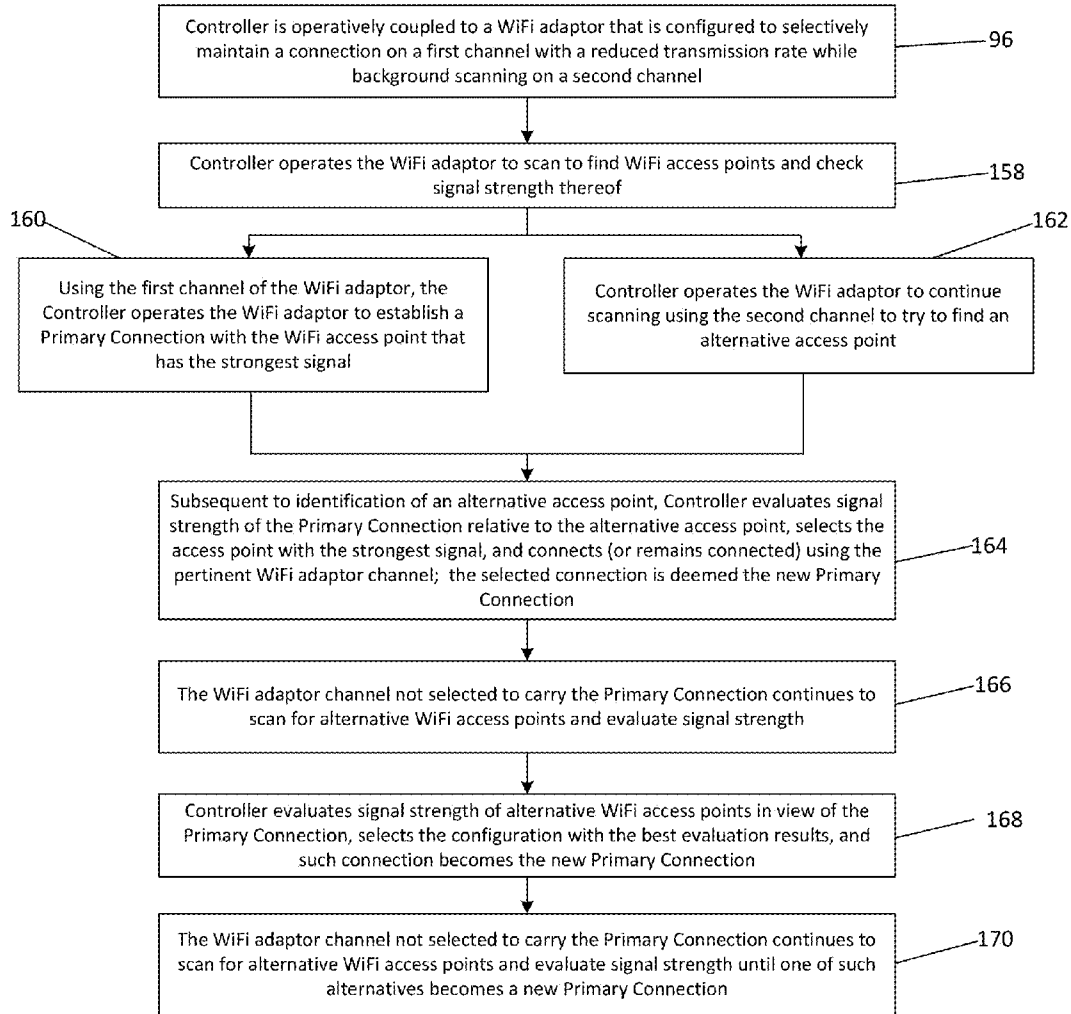 Controller is operatively coupled to a WiFi adaptor that is configured to selectively
maintain a connection on a first channel with a reduced transmission rate while
background scanning on a second channel
96
Controller operates the WiFi adaptor to scan to find WiFi access points and check
signal strength thereof
158
160
162
Using the first channel of the WiFi adaptor, the
Controller operates the WiFi adaptor to establish a
Primary Connection with the WiFi access point that
has the strongest signal
Controller operates the WiFi adaptor to continue
scanning using the second channel to try to find an
alternative access point
Subsequent to identification of an alternative access point, Controller evaluates signal
strength of the Primary Connection relative to the alternative access point, selects the
access point with the strongest signal, and connects (or remains connected) using the
pertinent WiFi adaptor channel; the selected connection is deemed the new Primary
Connection
164
The WiFi adaptor channel not selected to carry the Primary Connection continues to
scan for alternative WiFi access points and evaluate signal strength
166
Controller evaluates signal strength of alternative WiFi access points in view of the
Primary Connection, selects the configuration with the best evaluation results, and
such connection becomes the new Primary Connection
168
The WiFi adaptor channel not selected to carry the Primary Connection continues to
scan for alternative WiFi access points and evaluate signal strength until one of such
alternatives becomes a new Primary Connection
170